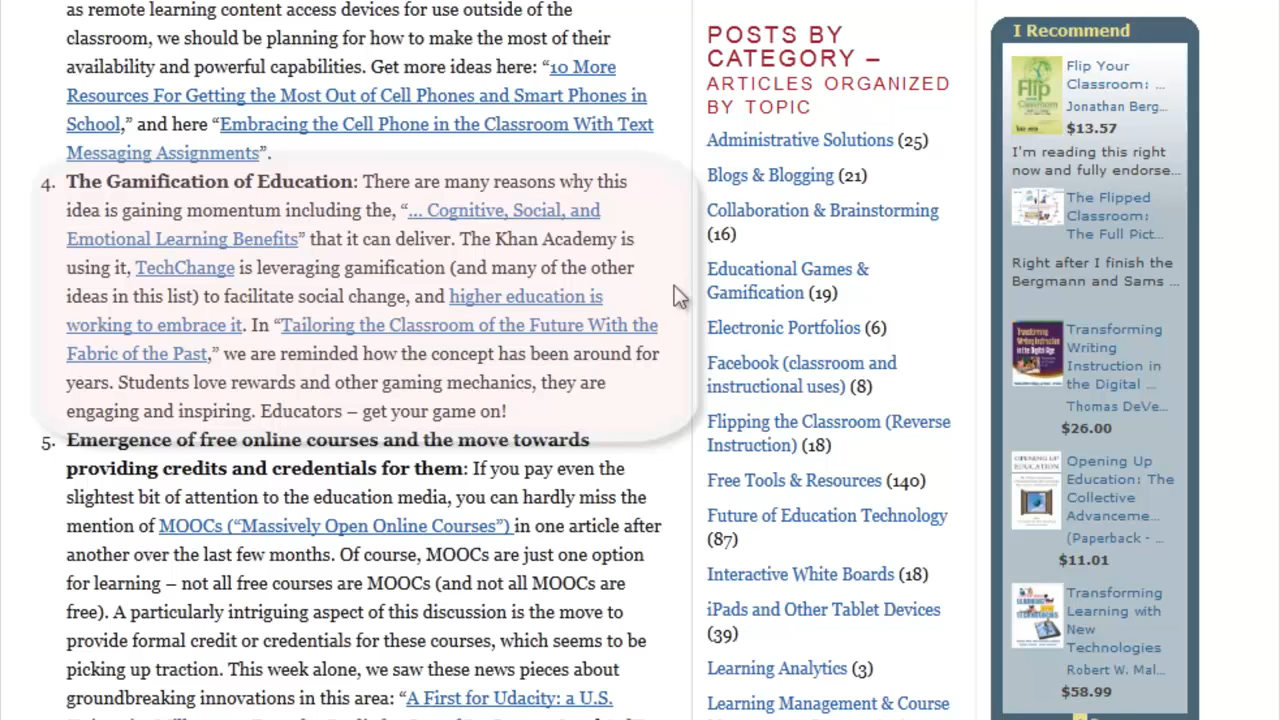 as remote learning content access devices for use outside of the
classroom, we should be planning for how to make the most of their
availability and powerful capabilities. Get more ideas here: “10 More
Resources For Getting the Most Out of Cell Phones and Smart Phones in
School,” and here “Embracing the Cell Phone in the Classroom With Text
Messaging Assignments”.
4. The Gamification of Education: There are many reasons why this
idea is gaining momentum including the, “... Cognitive, Social, and
Emotional Learning Benefits” that it can deliver. The Khan Academy is
using it, TechChange is leveraging gamification (and many of the other
ideas in this list) to facilitate social change, and higher education is
working to embrace it. In “Tailoring the Classroom of the Future With the
Fabric of the Past,” we are reminded how the concept has been around for
years. Students love rewards and other gaming mechanics, they are
engaging and inspiring. Educators – get your game on!
5. Emergence of free online courses and the move towards
providing credits and credentials for them: If you pay even the
slightest bit of attention to the education media, you can hardly miss the
mention of MOOCs (“Massively Open Online Courses”) in one article after
another over the last few months. Of course, MOOCs are just one option
for learning – not all free courses are MOOCs (and not all MOOCs are
free). A particularly intriguing aspect of this discussion is the move to
provide formal credit or credentials for these courses, which seems to be
picking up traction. This week alone, we saw these news pieces about
groundbreaking innovations in this area: “A First for Udacity: a U.S.
POSTS BY
CATEGORY –
ARTICLES ORGANIZED
BY TOPIC
Administrative Solutions (25)
Blogs & Blogging (21)
Collaboration & Brainstorming
(16)
Educational Games &
Gamification (19)
Electronic Portfolios (6)
Facebook (classroom and
instructional uses) (8)
Flipping the Classroom (Reverse
Instruction) (18)
Free Tools & Resources (140)
Future of Education Technology
(87)
Interactive White Boards (18)
iPads and Other Tablet Devices
(39)
Learning Analytics (3)
Learning Management & Course
I Recommend
Flip Your
Classroom: ...
Jonathan Berg...
$13.57
I'm reading this right
now and fully endorse...
The Flipped
Classroom:
The Full Pict...
Right after I finish the
Bergmann and Sams ...
Transforming
Writing
Instruction in
the Digital ...
Thomas DeVe...
$26.00
Opening Up
Education: The
Collective
Advanceme...
(Paperback - ...
$11.01
Transforming
Learning with
New
Technologies
Robert W. Mal...
$58.99